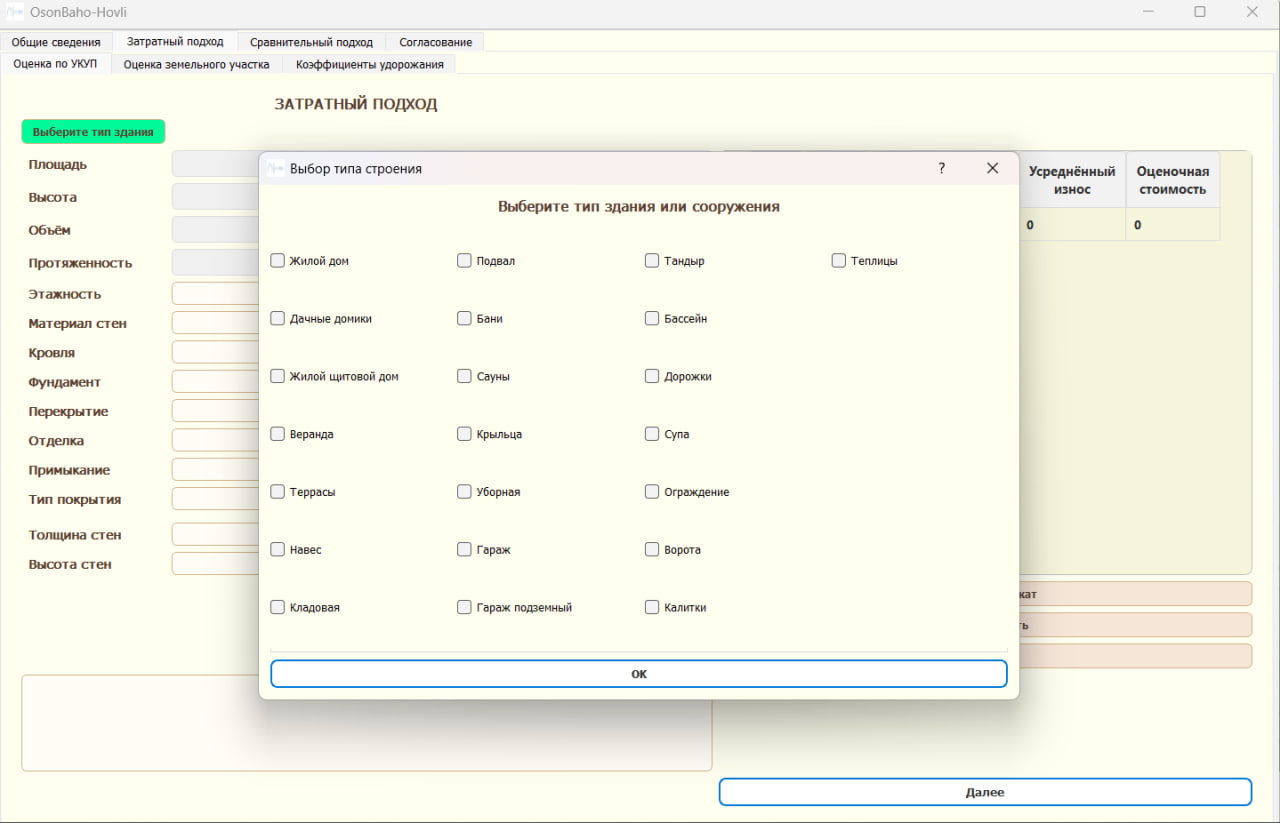 OsonBaho-Hovli
Общие сведения Затратный подход Сравнительный подход Согласование
Оценка по УКУП Оценка земельного участка Коэффициенты удорожания
ЗАТРАТНЫЙ ПОДХОД
Выберите тип здания
Площадь
Высота
Объём
Протяженность
Этажность
Материал стен
Кровля
Фундамент
Перекрытие
Отделка
Примыкание
Тип покрытия
Толщина стен
Высота стен
Выбор типа строения ?
Выберите тип здания или сооружения
Жилой дом Подвал Тандыр Теплицы
Дачные домики Бани Бассейн
Жилой щитовой дом Сауны Дорожки
Веранда Крыльца Супа
Террасы Уборная Ограждение
Навес Гараж Ворота
Кладовая Гараж подземный Калитки
ОК
Усреднённый Оценочная
износ стоимость
0 0
Далее